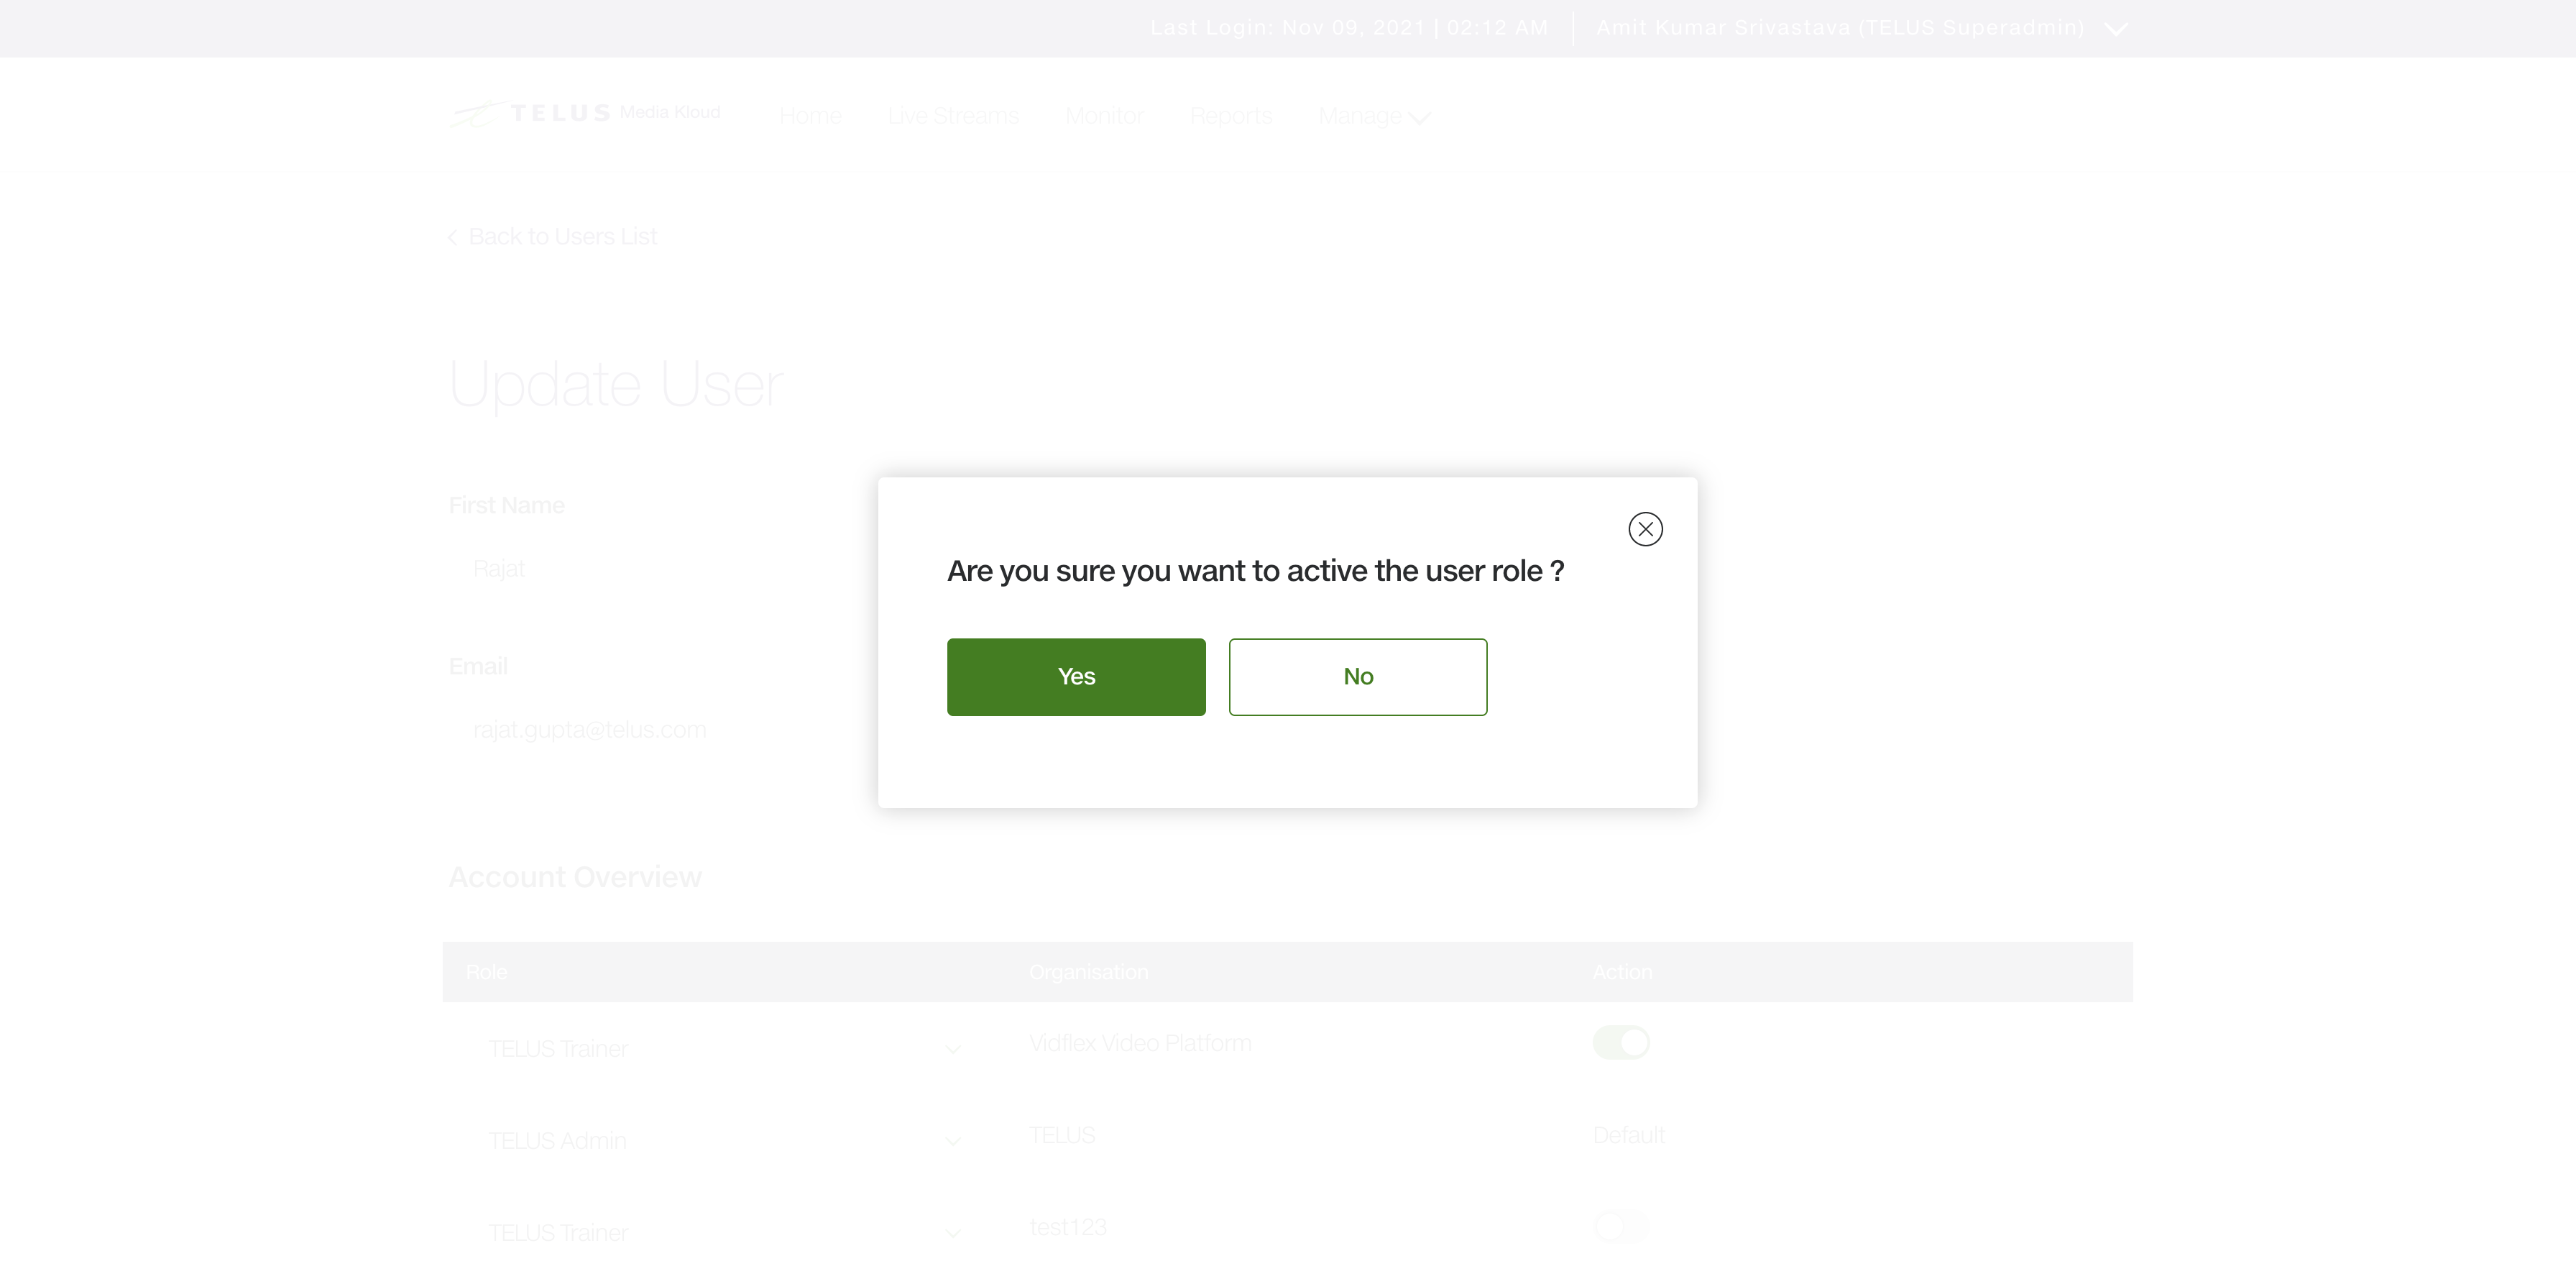 Last Login: Nov 09, 2021 | 02:12 AM Amit Kumar Srivastava (TELUS Superadmin)
TELUS Media Kloud Home Live Streams Monitor Reports Manage
Back to Users List
Update User
First Name
Rajat
Are you sure you want to active the user role ?
Yes No
Email
rajat.gupta@telus.com
Account Overview
Role Organisation Action
TELUS Trainer Vidflex Video Platform
TELUS Admin TELUS Default
TELUS Trainer test123